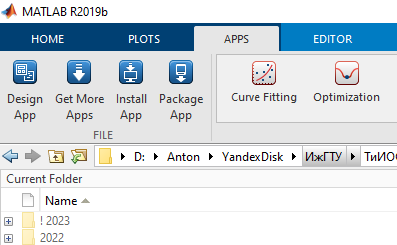 MATLAB R2019b
HOME PLOTS APPS EDITOR
Design App Get More Apps Install App Package App Curve Fitting Optimization
FILE
D: Anton YandexDisk ИжГТУ ТиИО
Current Folder
Name
! 2023
2022